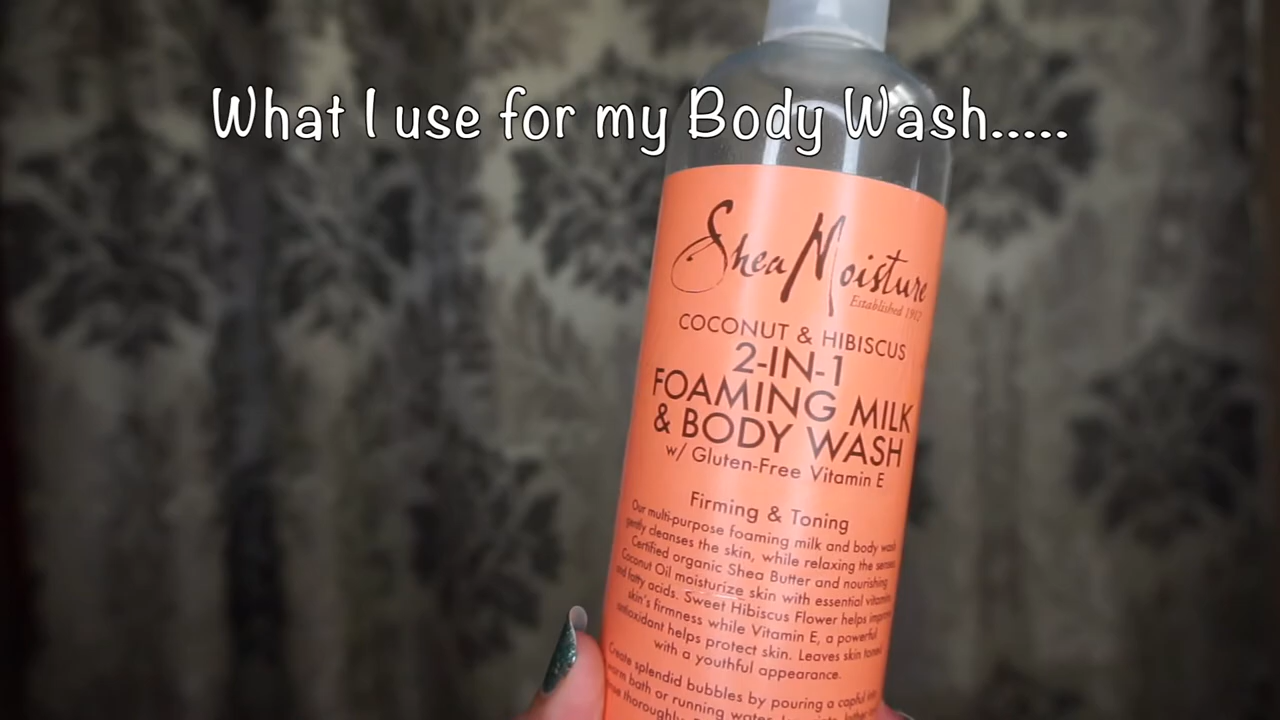 What I use for my Body Wash.....
SheaMoisture
Established 1912
COCONUT & HIBISCUS
2-IN-1
FOAMING MILK
& BODY WASH
w/ Gluten-Free Vitamin E
Firming & Toning
Our multi-purpose foaming milk and body wash
gently cleanses the skin, while relaxing the senses
Certified organic Shea Butter and nourishing
Coconut Oil moisturize skin with essential vitamins
and fatty acids. Sweet Hibiscus Flower helps
skin's firmness while Vitamin E, a powerful
antioxidant helps protect skin. Leaves skin toned
with a youthful appearance.
Create splendid bubbles by pouring a capful
warm bath or running water
thoroughly.